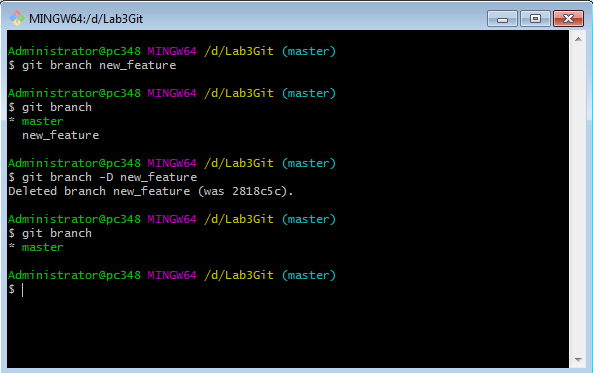 MINGW64:/d/Lab3Git
Administrator@pc348 MINGW64 /d/Lab3Git (master)
$ git branch new_feature
Administrator@pc348 MINGW64 /d/Lab3Git (master)
$ git branch
* master
  new_feature
Administrator@pc348 MINGW64 /d/Lab3Git (master)
$ git branch -D new_feature
Deleted branch new_feature (was 2818c5c).
Administrator@pc348 MINGW64 /d/Lab3Git (master)
$ git branch
* master
Administrator@pc348 MINGW64 /d/Lab3Git (master)
$